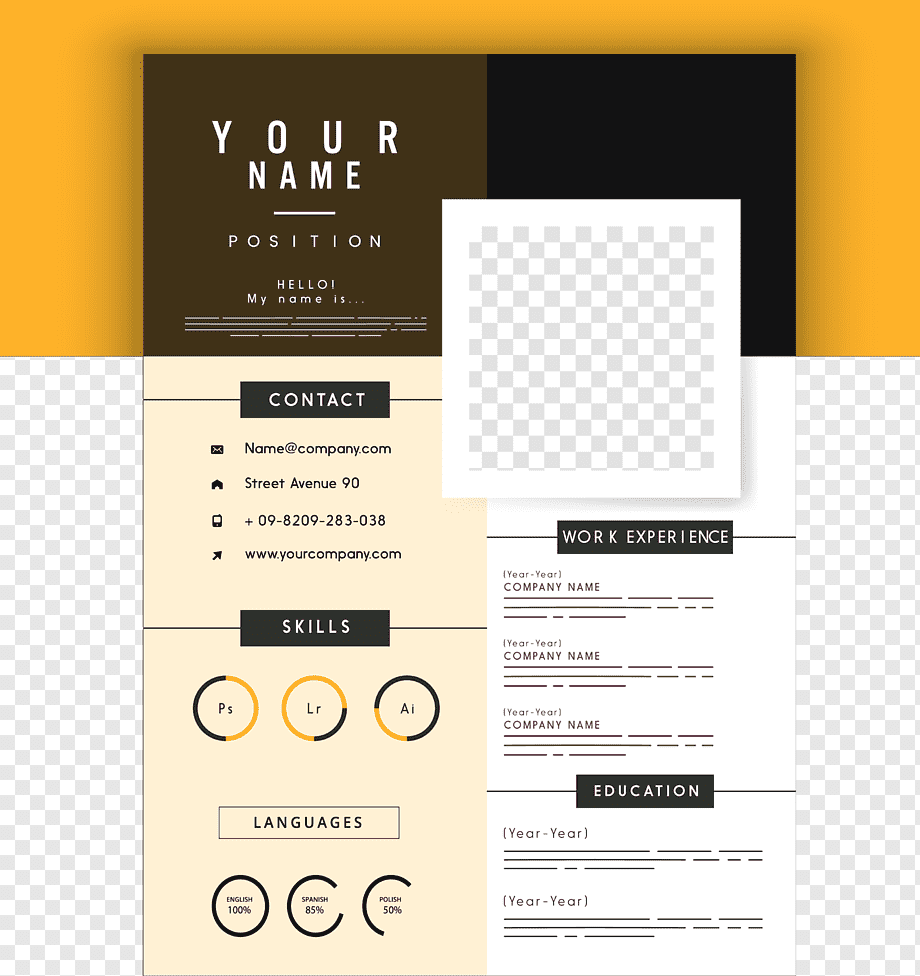 YOUR
NAME
POSITION
HELLO!
My name is...
CONTACT
Name@company.com
Street Avenue 90
+ 09-8209-283-038
www.yourcompany.com
SKILLS
Ps
Lr
Ai
LANGUAGES
ENGLISH
100%
SPANISH
85%
POLISH
50%
WORK EXPERIENCE
(Year-Year)
COMPANY NAME
(Year-Year)
COMPANY NAME
(Year-Year)
COMPANY NAME
EDUCATION
(Year-Year)
(Year-Year)